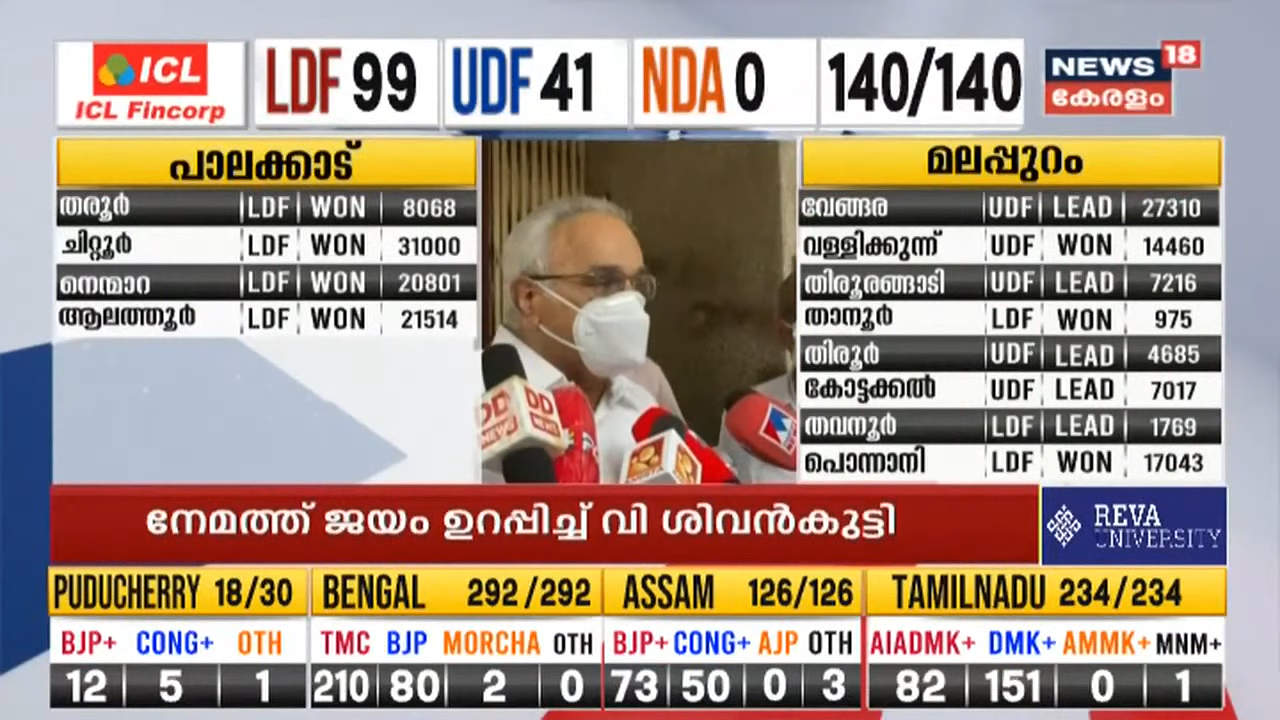 ICL
ICL Fincorp
LDF 99
UDF 41
NDA 0
140/140
NEWS 18
കേരളം
പാലക്കാട്
തരൂർ LDF WON 8068
ചിറ്റൂർ LDF WON 31000
നെന്മാറ LDF WON 20801
ആലത്തൂർ LDF WON 21514
മലപ്പുറം
വേങ്ങര UDF LEAD 27310
വള്ളിക്കുന്ന് UDF WON 14460
തിരൂരങ്ങാടി UDF LEAD 7216
താനൂർ LDF WON 975
തിരൂർ UDF LEAD 4685
കോട്ടക്കൽ UDF LEAD 7017
തവനൂർ LDF LEAD 1769
പൊന്നാനി LDF WON 17043
DD NEWS
DD NEWS
നേമത്ത് ജയം ഉറപ്പിച്ച് വി ശിവൻകുട്ടി
REVA
UNIVERSITY
PUDUCHERRY 18/30
BJP+ CONG+ OTH
12 5 1
BENGAL 292/292
TMC BJP MORCHA OTH
210 80 2 0
ASSAM 126/126
BJP+ CONG+ AJP OTH
73 50 0 3
TAMILNADU 234/234
AIADMK+ DMK+ AMMK+ MNM+
82 151 0 1